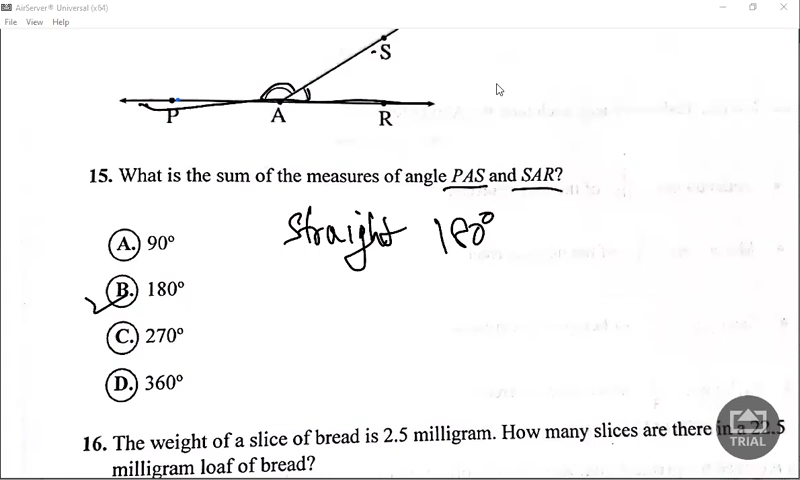 AirServer® Universal (x64)
File View Help
S
P A R
15. What is the sum of the measures of angle PAS and SAR?
straight 180°
A. 90°
B. 180°
C. 270°
D. 360°
TRIAL
16. The weight of a slice of bread is 2.5 milligram. How many slices are there in a 22.5
milligram loaf of bread?